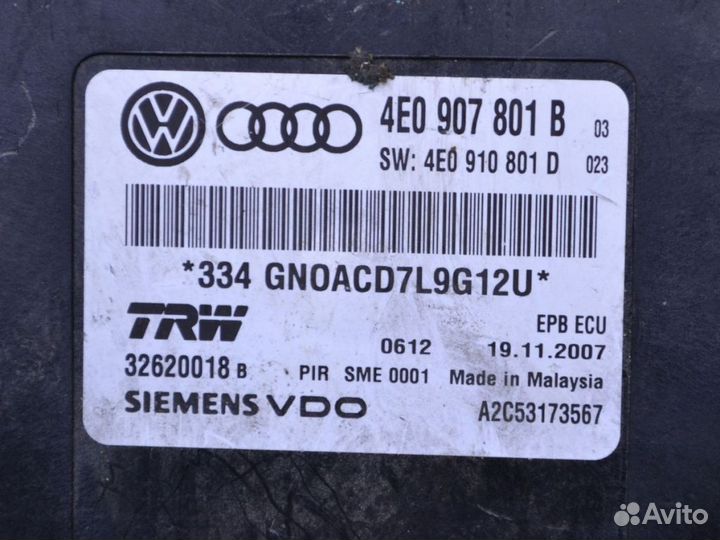 4E0 907 801 B 03
SW: 4E0 910 801 D 023
*334 GNOACD7L9G12U*
TRW EPB ECU
0612 19.11.2007
32620018 B PIR SME 0001 Made in Malaysia
SIEMENS VDO A2C53173567
Avito